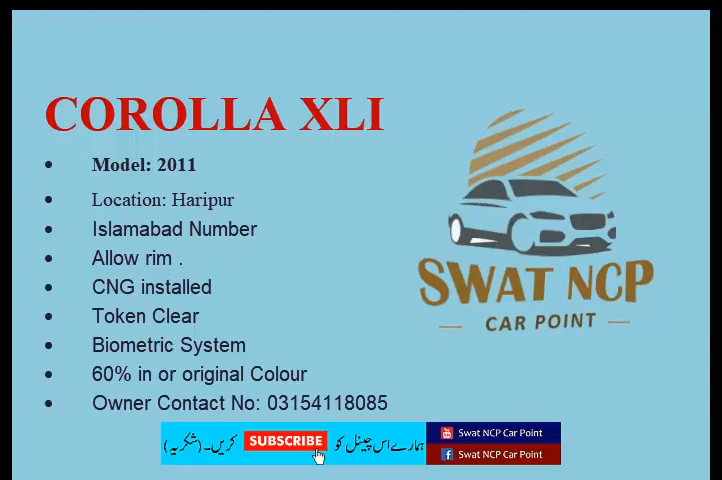 COROLLA XLI
• Model: 2011
• Location: Haripur
• Islamabad Number
• Allow rim .
• CNG installed
• Token Clear
• Biometric System
• 60% in or original Colour
• Owner Contact No: 03154118085
SWAT NCP
CAR POINT
ہمارے اس چینل کو SUBSCRIBE کریں۔ (شکریہ)
You Tube Swat NCP Car Point
f Swat NCP Car Point